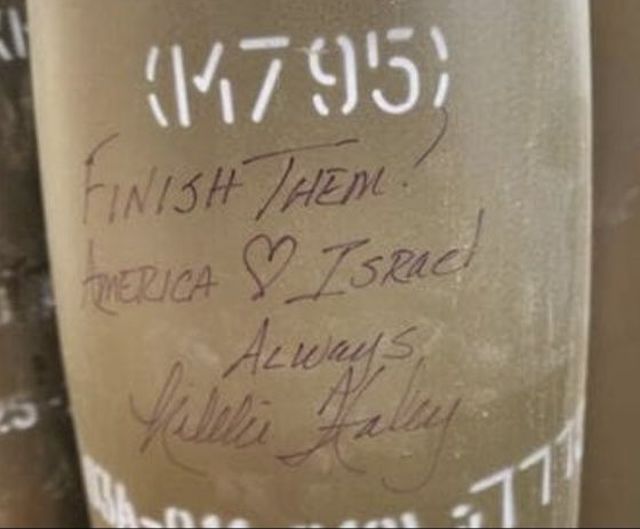 (M795)
FINISH THEM!
AMERICA ♡ ISRAEL
ALWAYS,
Nikki Haley